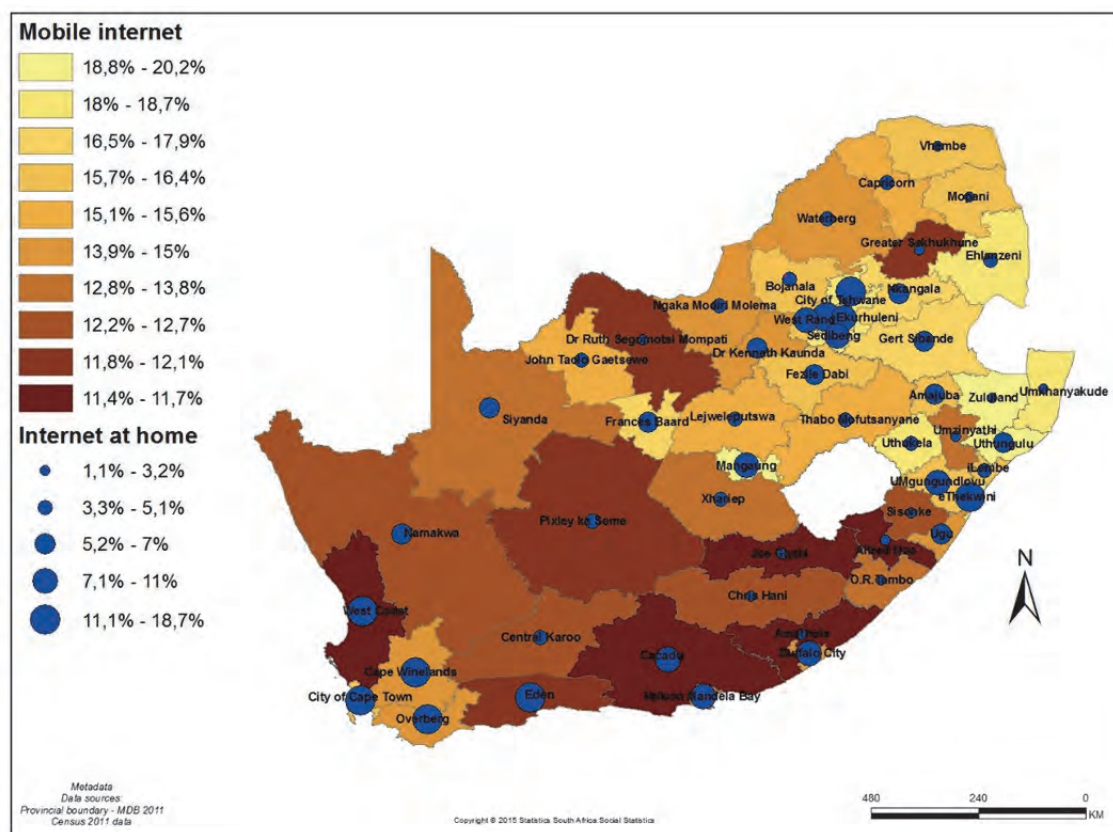 Mobile internet
18,8% - 20,2%
18% - 18,7%
16,5% - 17,9%
15,7% - 16,4%
15,1% - 15,6%
13,9% - 15%
12,8% - 13,8%
12,2% - 12,7%
11,8% - 12,1%
11,4% - 11,7%
Internet at home
1,1% - 3,2%
3,3% - 5,1%
5,2% - 7%
7,1% - 11%
11,1% - 18,7%
Vhembe
Capricorn
Mopani
Waterberg
Greater Sekhukhune
Ehlanzeni
Bojanala
Nkangala
City of Tshwane
Ngaka Modiri Molema
West Rand
Ekurhuleni
Sedibeng
Gert Sibande
Dr Ruth Segomotsi Mompati
Dr Kenneth Kaunda
John Taolo Gaetsewe
Fezile Dabi
Umkhanyakude
Amajuba
Zululand
Siyanda
Frances Baard
Lejweleputswa
Thabo Mofutsanyane
Umzinyathi
Uthukela
Uthungulu
Mangaung
iLembe
UMgungundlovu
eThekwini
Xhariep
Sisonke
Pixley ka Seme
Namakwa
Ugu
Joe Gqabi
Alfred Nzo
O.R.Tambo
Chris Hani
West Coast
Central Karoo
Amathole
Buffalo City
Cacadu
Cape Winelands
City of Cape Town
Eden
Nelson Mandela Bay
Overberg
N
Metadata
Data sources:
Provincial boundary - MDB 2011
Census 2011 data
Copyright © 2015 Statistics South Africa Social Statistics
480 240 0
KM